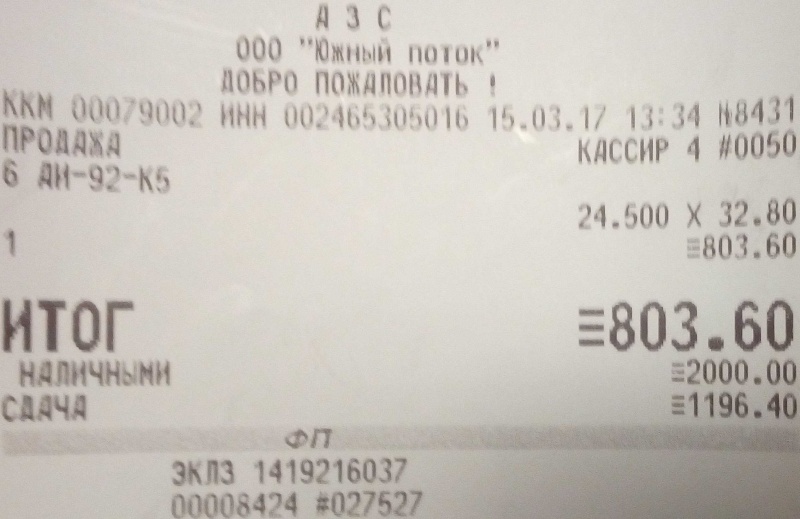 А З С
ООО "Южный поток"
ДОБРО ПОЖАЛОВАТЬ !
ККМ 00079002 ИНН 002465305016 15.03.17 13:34 №8431
ПРОДАЖА КАССИР 4 #0050
6 АИ-92-К5
24.500 X 32.80
1 ≡803.60
ИТОГ ≡803.60
НАЛИЧНЫМИ ≡2000.00
СДАЧА ≡1196.40
ФП
ЭКЛЗ 1419216037
00008424 #027527